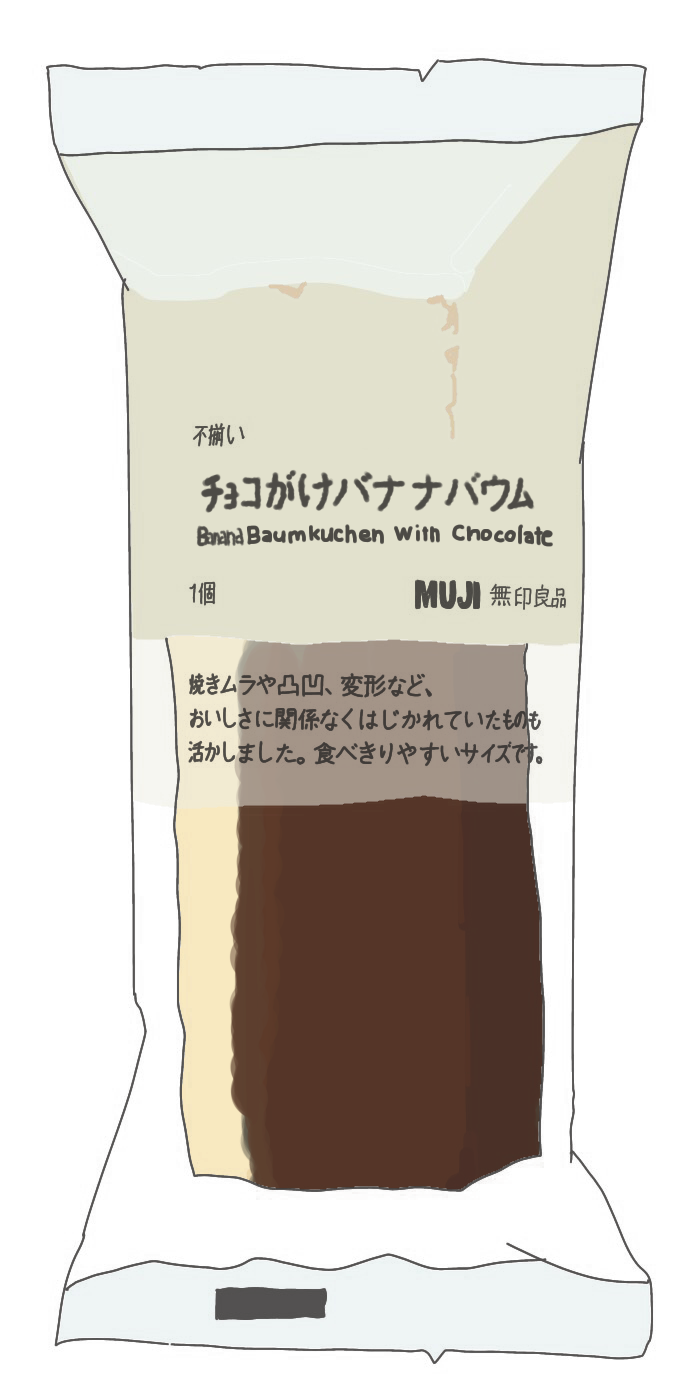 不揃い
チョコがけバナナバウム
Banana Baumkuchen with Chocolate
1個
MUJI 無印良品
焼きムラや凸凹、変形など、
おいしさに関係なくはじかれていたものも
活かしました。食べきりやすいサイズです。